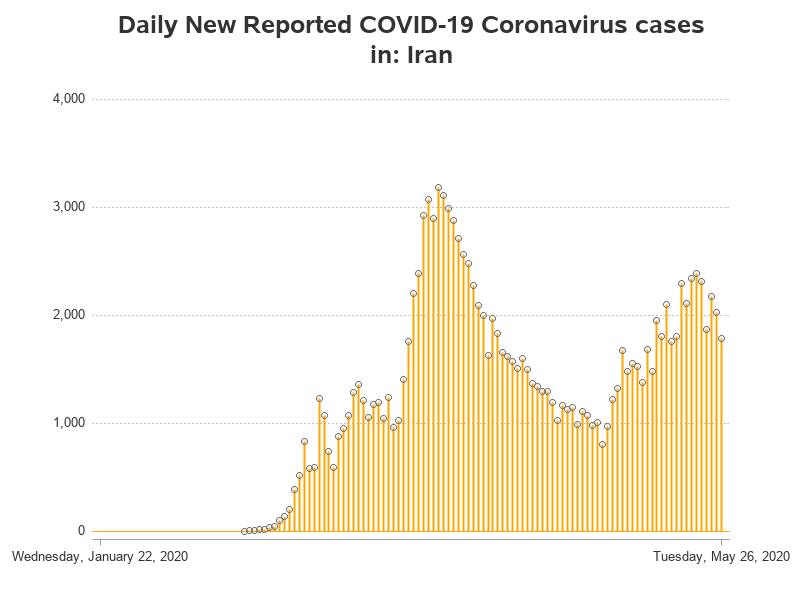 Daily New Reported COVID-19 Coronavirus cases
in: Iran
4,000
3,000
2,000
1,000
0
Wednesday, January 22, 2020
Tuesday, May 26, 2020